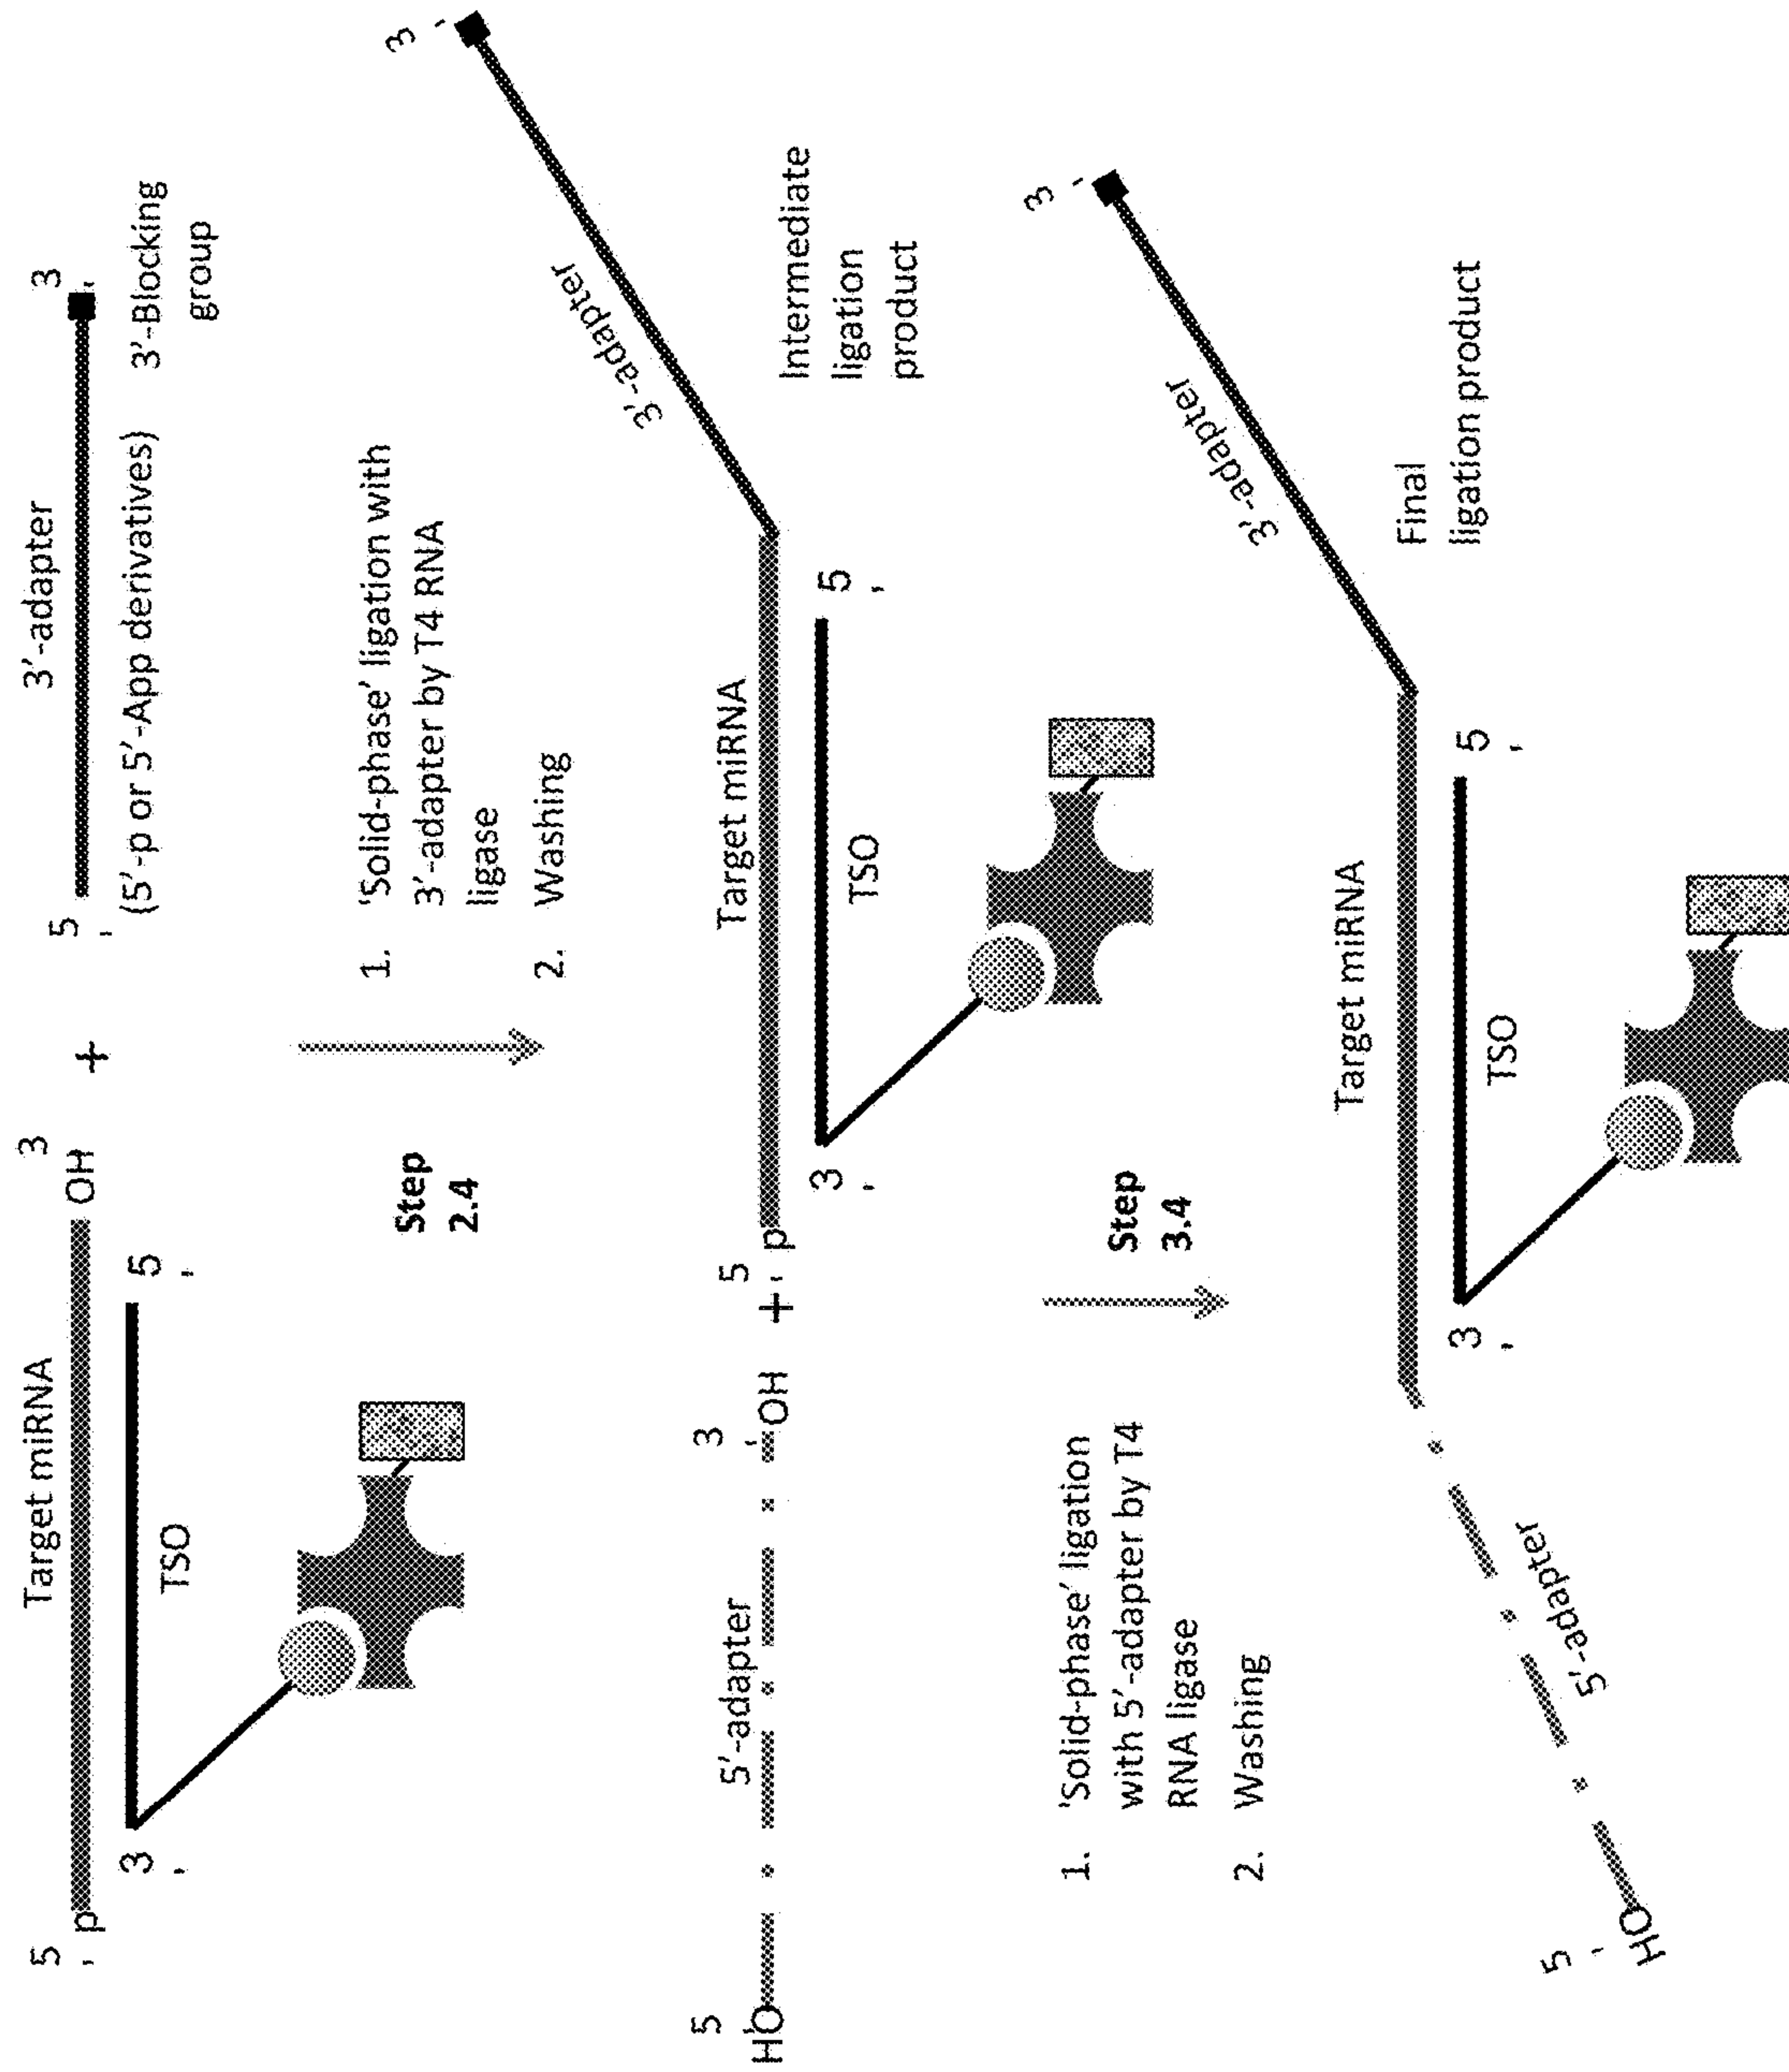 Target miRNA
3'-adapter
5' p
OH 3'
+
5'
3'
3'
5'
TSO
(5'-p or 5'-App derivatives)
3'-Blocking
group
Step
2.4
1. 'Solid-phase' ligation with
3'-adapter by T4 RNA
ligase
2. Washing
3'
3'-adapter
5'
HO
5'-adapter
3'
OH
+
5'
p
Target miRNA
3'
5'
TSO
Intermediate
ligation
product
1. 'Solid-phase' ligation
with 5'-adapter by T4
RNA ligase
2. Washing
Step
3.4
3'
3'-adapter
Target miRNA
3'
5'
TSO
Final
ligation product
5'-adapter
5'
HO